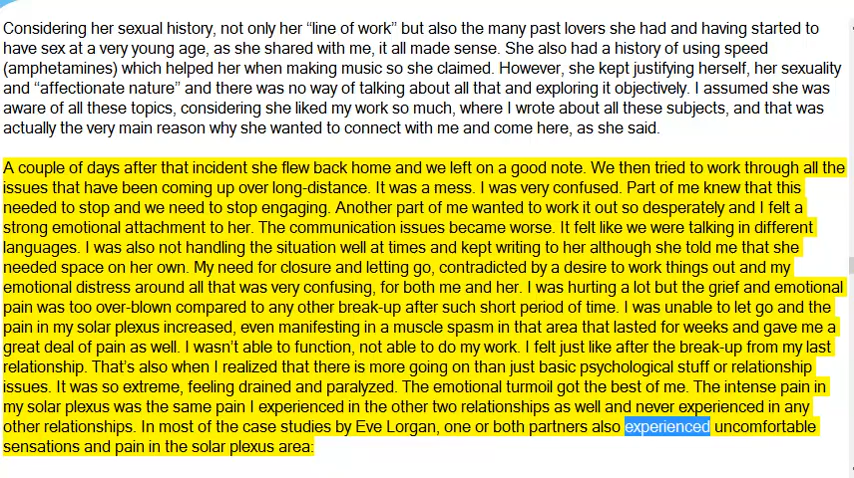 Considering her sexual history, not only her “line of work” but also the many past lovers she had and having started to
have sex at a very young age, as she shared with me, it all made sense. She also had a history of using speed
(amphetamines) which helped her when making music so she claimed. However, she kept justifying herself, her sexuality
and “affectionate nature” and there was no way of talking about all that and exploring it objectively. I assumed she was
aware of all these topics, considering she liked my work so much, where I wrote about all these subjects, and that was
actually the very main reason why she wanted to connect with me and come here, as she said.
A couple of days after that incident she flew back home and we left on a good note. We then tried to work through all the
issues that have been coming up over long-distance. It was a mess. I was very confused. Part of me knew that this
needed to stop and we need to stop engaging. Another part of me wanted to work it out so desperately and I felt a
strong emotional attachment to her. The communication issues became worse. It felt like we were talking in different
languages. I was also not handling the situation well at times and kept writing to her although she told me that she
needed space on her own. My need for closure and letting go, contradicted by a desire to work things out and my
emotional distress around all that was very confusing, for both me and her. I was hurting a lot but the grief and emotional
pain was too over-blown compared to any other break-up after such short period of time. I was unable to let go and the
pain in my solar plexus increased, even manifesting in a muscle spasm in that area that lasted for weeks and gave me a
great deal of pain as well. I wasn’t able to function, not able to do my work. I felt just like after the break-up from my last
relationship. That’s also when I realized that there is more going on than just basic psychological stuff or relationship
issues. It was so extreme, feeling drained and paralyzed. The emotional turmoil got the best of me. The intense pain in
my solar plexus was the same pain I experienced in the other two relationships as well and never experienced in any
other relationships. In most of the case studies by Eve Lorgan, one or both partners also experienced uncomfortable
sensations and pain in the solar plexus area: